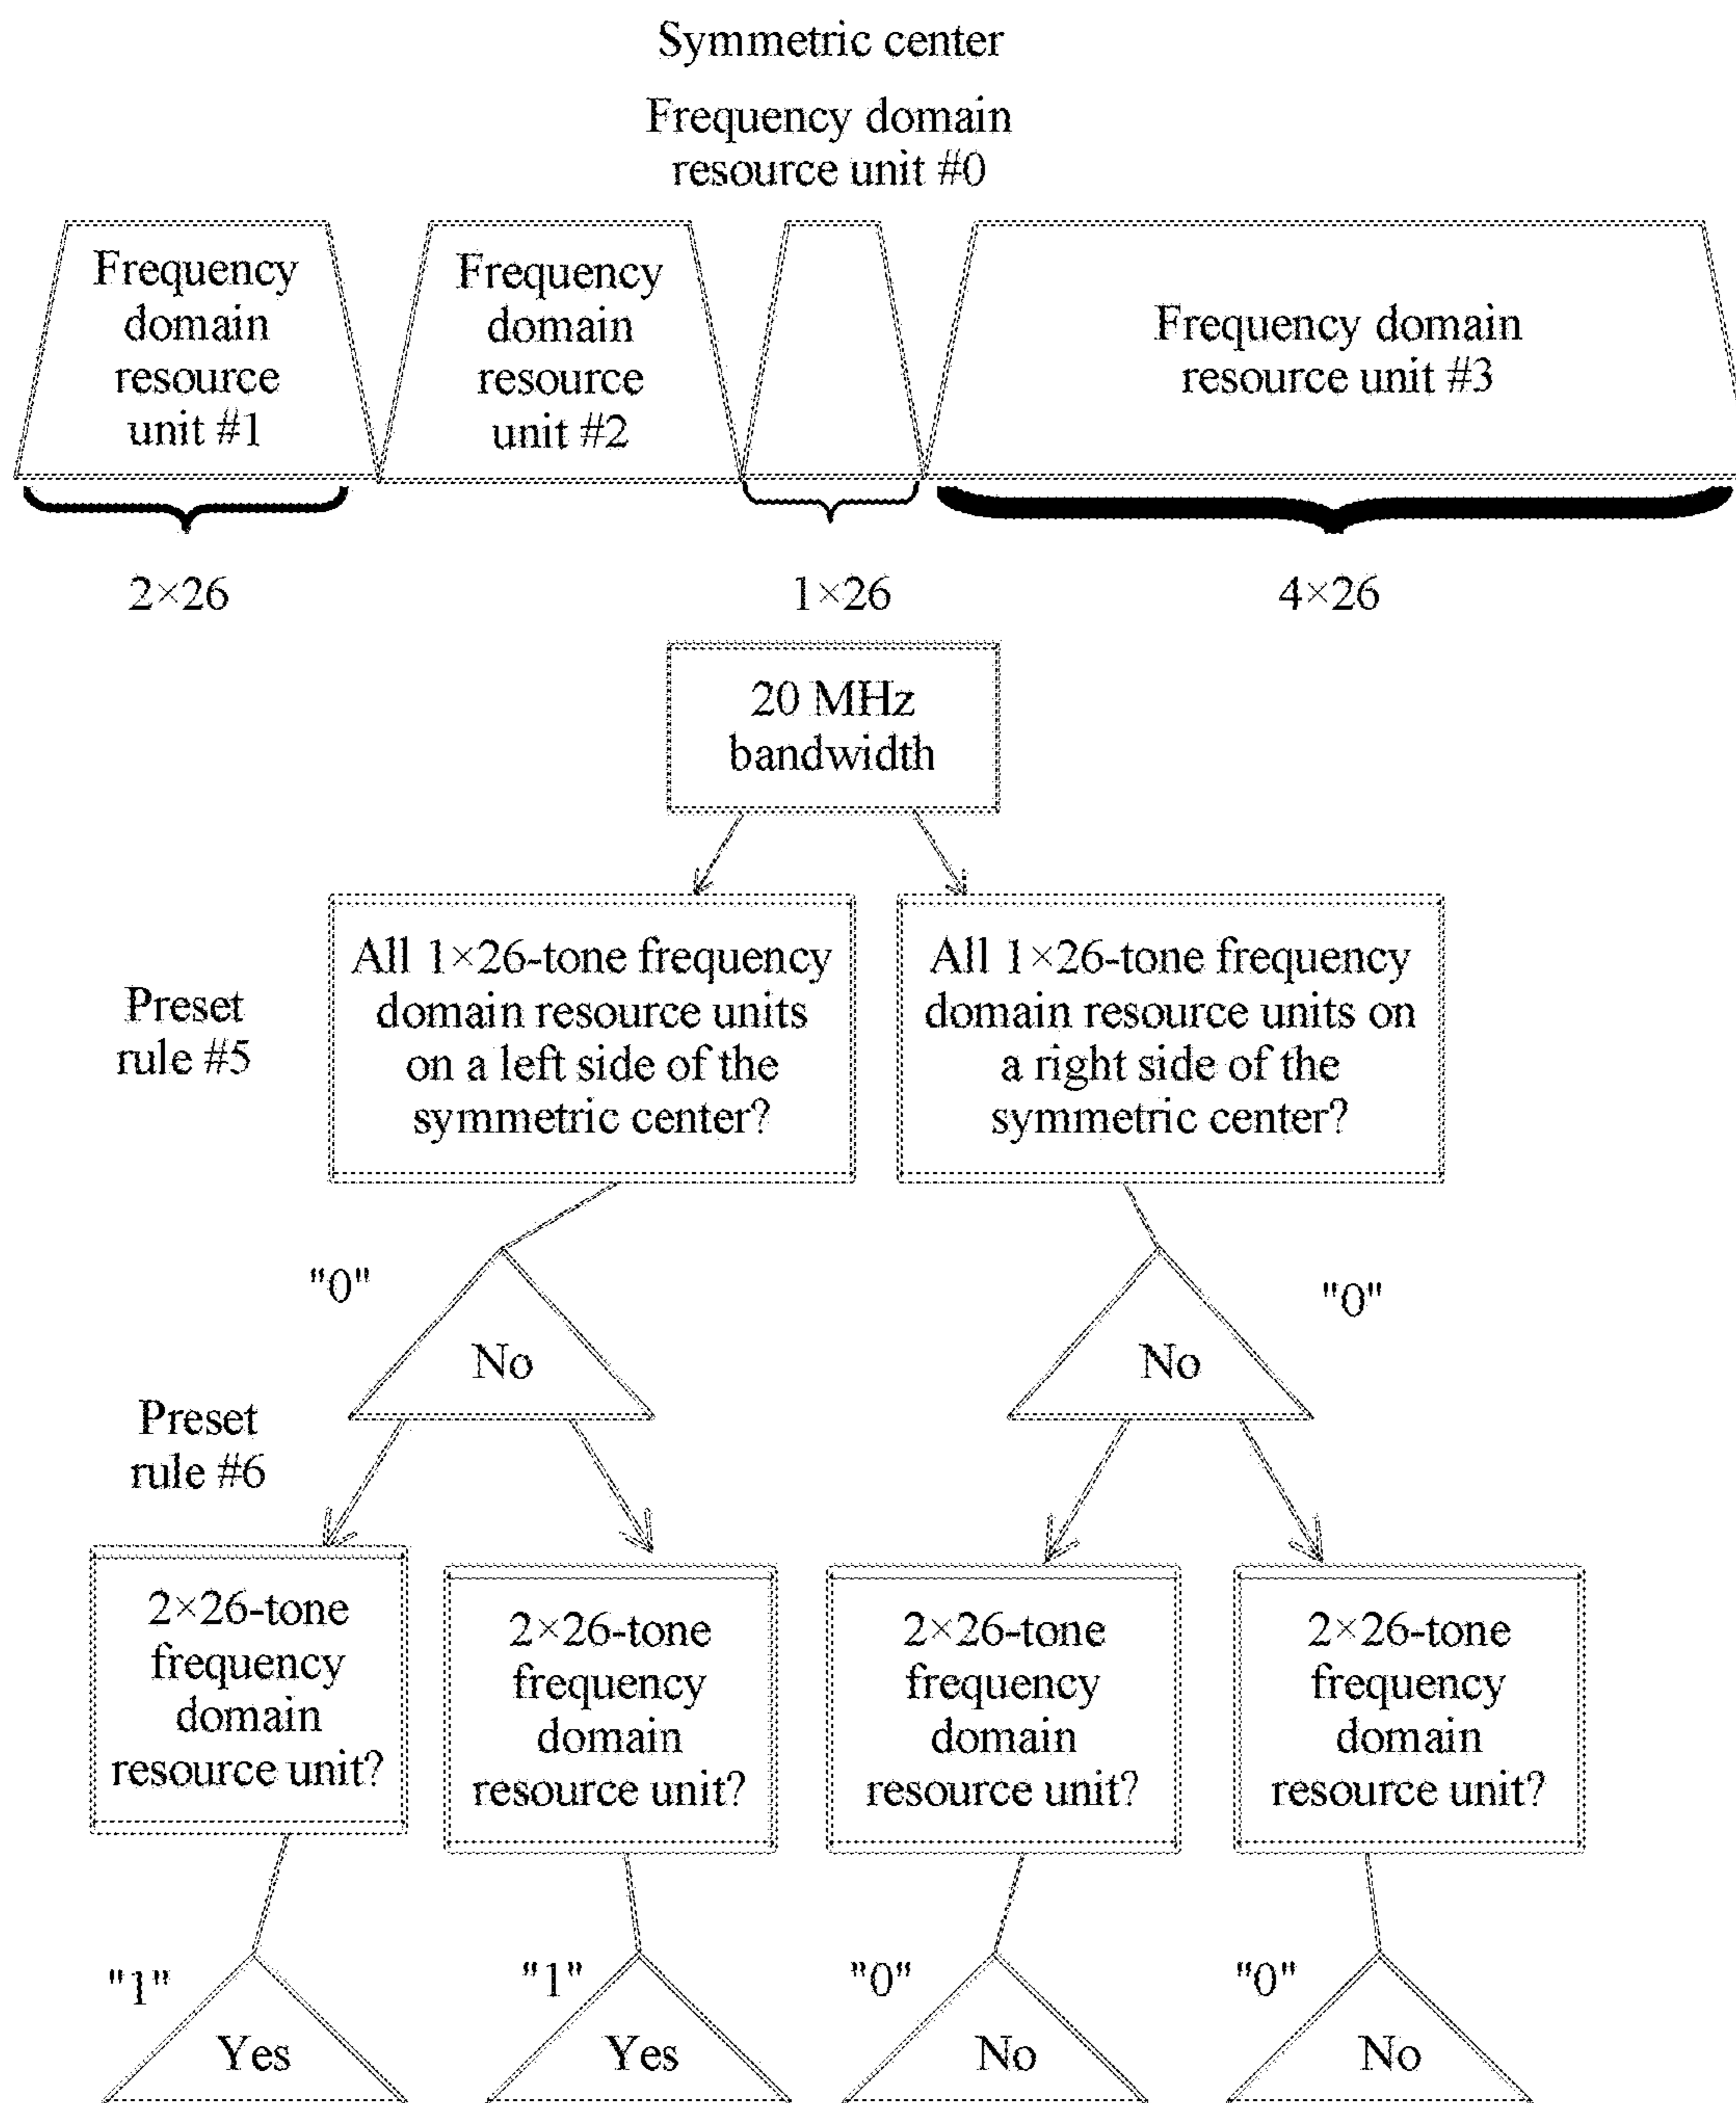 Symmetric center
Frequency domain
resource unit #0
Frequency
domain
resource
unit #1
Frequency
domain
resource
unit #2
Frequency domain
resource unit #3
2×26
1×26
4×26
20 MHz
bandwidth
Preset
rule #5
All 1×26-tone frequency
domain resource units
on a left side of the
symmetric center?
All 1×26-tone frequency
domain resource units on
a right side of the
symmetric center?
"0"
No
No
"0"
Preset
rule #6
2×26-tone
frequency
domain
resource unit?
2×26-tone
frequency
domain
resource unit?
2×26-tone
frequency
domain
resource unit?
2×26-tone
frequency
domain
resource unit?
"1"
Yes
"1"
Yes
"0"
No
"0"
No